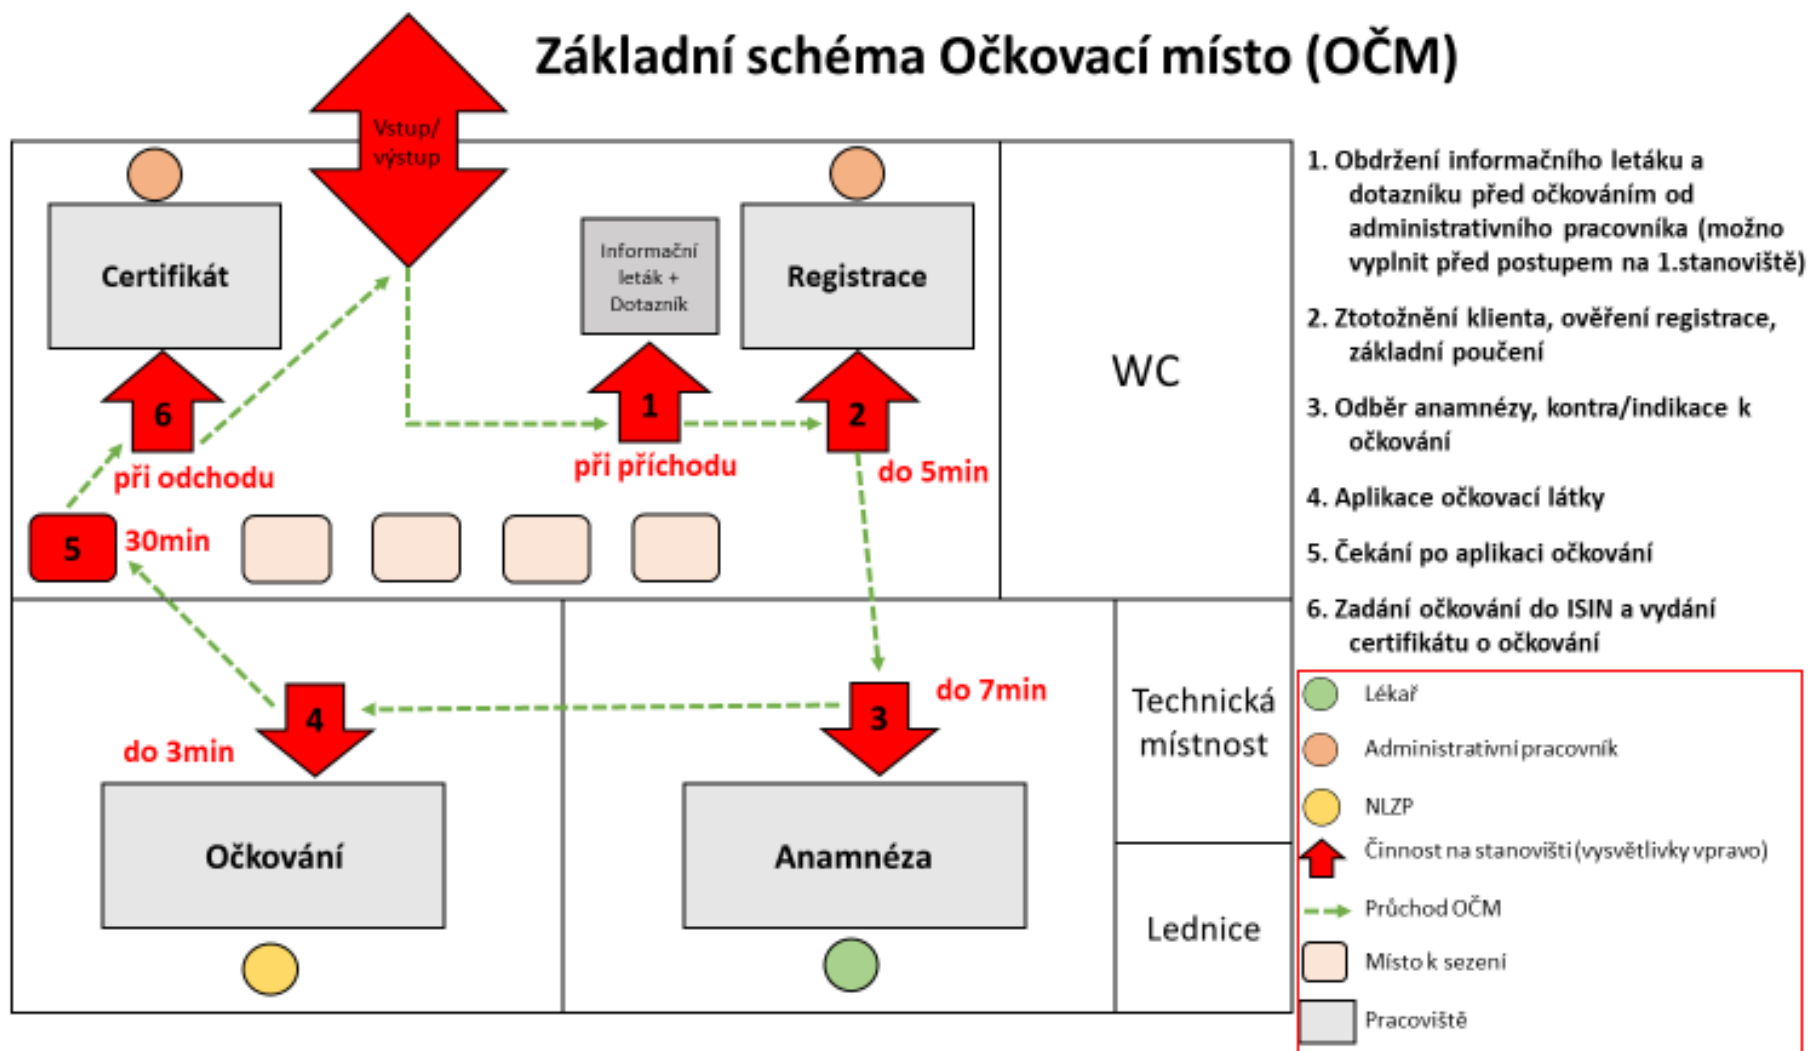 Základní schéma Očkovací místo (OČM)
Vstup/
výstup
Certifikát
Informační
leták +
Dotazník
Registrace
WC
6
1
2
při odchodu
při příchodu
do 5min
5
30min
4
do 3min
3
do 7min
Technická
místnost
Očkování
Anamnéza
Lednice
1. Obdržení informačního letáku a
dotazníku před očkováním od
administrativního pracovníka (možno
vyplnit před postupem na 1.stanoviště)
2. Ztotožnění klienta, ověření registrace,
základní poučení
3. Odběr anamnézy, kontra/indikace k
očkování
4. Aplikace očkovací látky
5. Čekání po aplikaci očkování
6. Zadání očkování do ISIN a vydání
certifikátu o očkování
Lékař
Administrativní pracovník
NLZP
Činnost na stanovišti (vysvětlivky vpravo)
Průchod OČM
Místo k sezení
Pracoviště